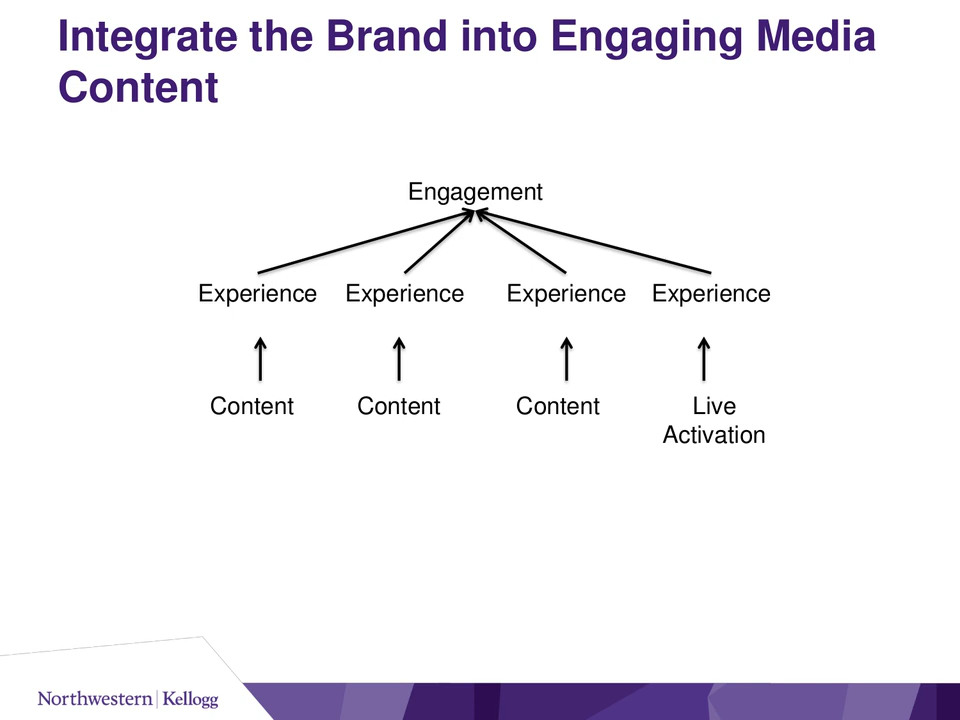 Integrate the Brand into Engaging Media
Content
Engagement
Experience Experience Experience Experience
Content Content Content Live
Activation
Northwestern | Kellogg